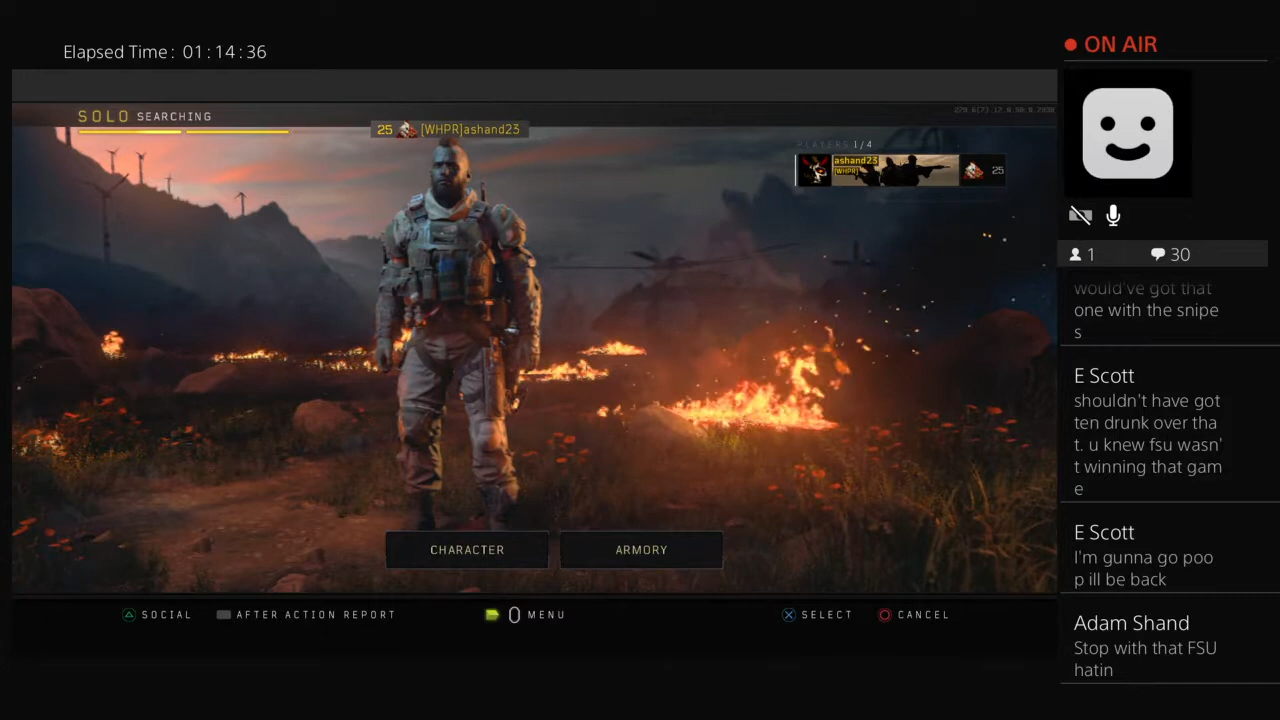 Elapsed Time: 01:14:36
ON AIR
SOLO SEARCHING
25 [WHPR]ashand23
PLAYERS 1/4
ashand23
[WHPR]
25
1 30
would've got that
one with the snipe
s
E Scott
shouldn't have got
ten drunk over tha
t. u knew fsu wasn'
t winning that gam
e
E Scott
I'm gunna go poo
p ill be back
Adam Shand
Stop with that FSU
hatin
CHARACTER
ARMORY
SOCIAL
AFTER ACTION REPORT
0 MENU
SELECT
CANCEL